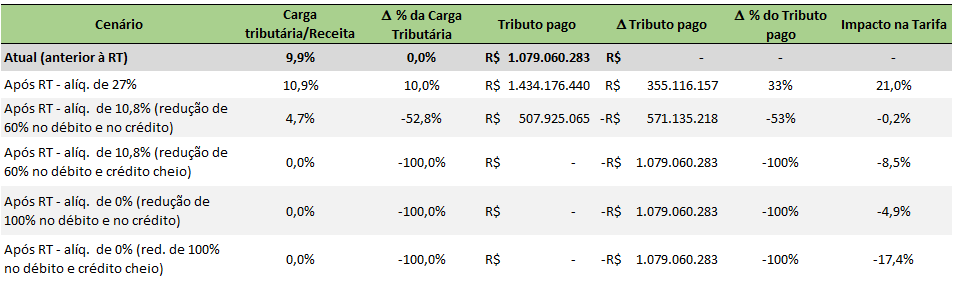 Cenário Carga tributária/Receita Δ % da Carga Tributária Tributo pago Δ Tributo pago Δ % do Tributo pago Impacto na Tarifa
Atual (anterior à RT) 9,9% 0,0% R$ 1.079.060.283 R$ - - -
Após RT - alíq. de 27% 10,9% 10,0% R$ 1.434.176.440 R$ 355.116.157 33% 21,0%
Após RT - alíq. de 10,8% (redução de
60% no débito e no crédito) 4,7% -52,8% R$ 507.925.065 -R$ 571.135.218 -53% -0,2%
Após RT - alíq. de 10,8% (redução de
60% no débito e crédito cheio) 0,0% -100,0% R$ - -R$ 1.079.060.283 -100% -8,5%
Após RT - alíq. de 0% (redução de
100% no débito e no crédito) 0,0% -100,0% R$ - -R$ 1.079.060.283 -100% -4,9%
Após RT - alíq. de 0% (red. de 100%
no débito e crédito cheio) 0,0% -100,0% R$ - -R$ 1.079.060.283 -100% -17,4%